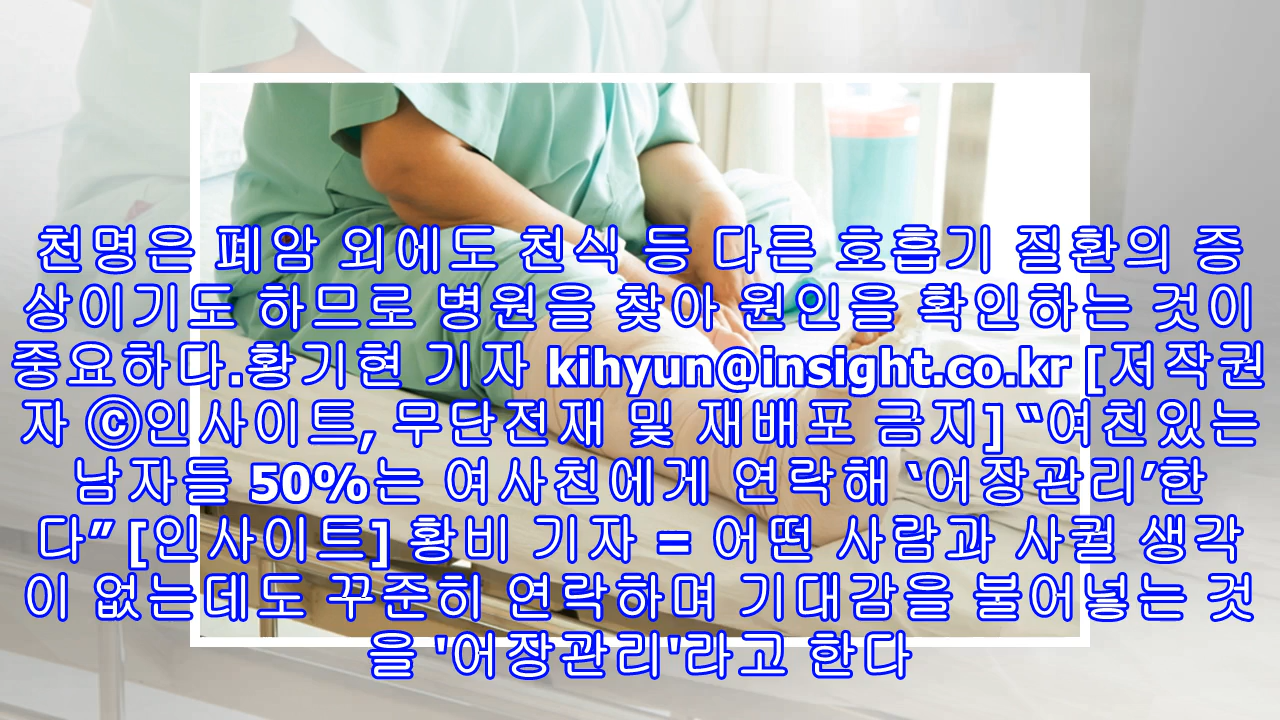 천명은 폐암 외에도 천식 등 다른 호흡기 질환의 증
상이기도 하므로 병원을 찾아 원인을 확인하는 것이
중요하다.황기현 기자 kihyun@insight.co.kr [저작권
자 ⓒ인사이트, 무단전재 및 재배포 금지] “여친있는
남자들 50%는 여사친에게 연락해 ‘어장관리’한
다” [인사이트] 황비 기자 = 어떤 사람과 사귈 생각
이 없는데도 꾸준히 연락하며 기대감을 불어넣는 것
을 '어장관리'라고 한다